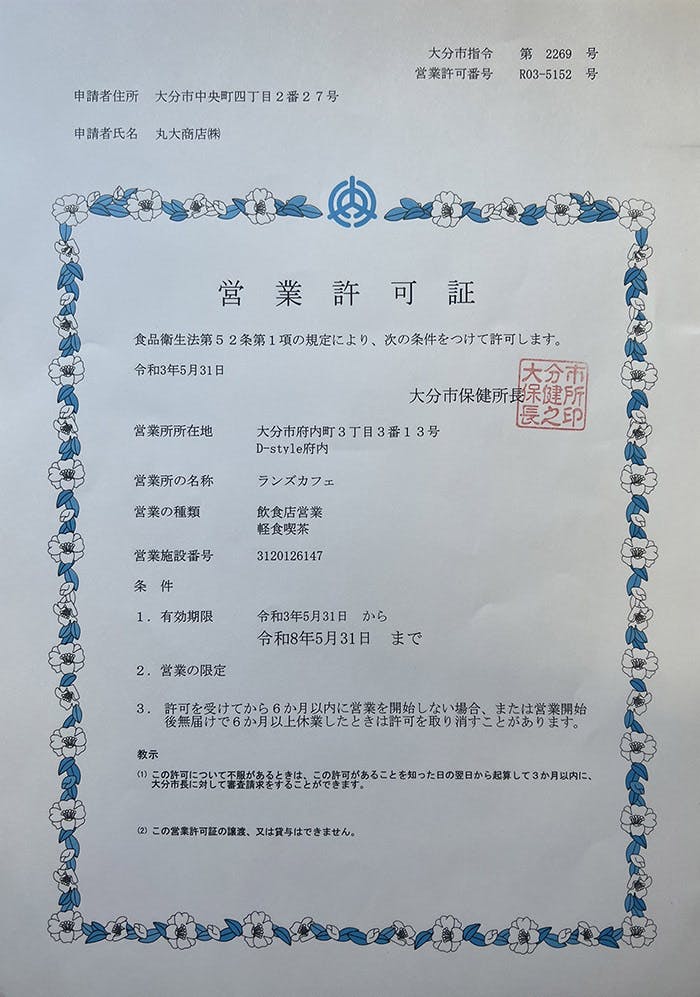 大分市指令　第　2269　号
営業許可番号　R03-5152　号
申請者住所　大分市中央町四丁目２番２７号
申請者氏名　丸大商店㈱
営業許可証
食品衛生法第５２条第１項の規定により、次の条件をつけて許可します。
令和3年5月31日
大分市保健所長
大分市保健所長之印
営業所所在地　大分市府内町３丁目３番１３号
D-style府内
営業所の名称　ランズカフェ
営業の種類　飲食店営業
軽食喫茶
営業施設番号　3120126147
条　件
１．有効期限　令和3年5月31日　から
令和8年5月31日　まで
２．営業の限定
３．許可を受けてから６か月以内に営業を開始しない場合、または営業開始
後無届けで６か月以上休業したときは許可を取り消すことがあります。
教示
⑴ この許可について不服があるときは、この許可があることを知った日の翌日から起算して３か月以内に、
大分市長に対して審査請求をすることができます。
⑵ この営業許可証の譲渡、又は貸与はできません。